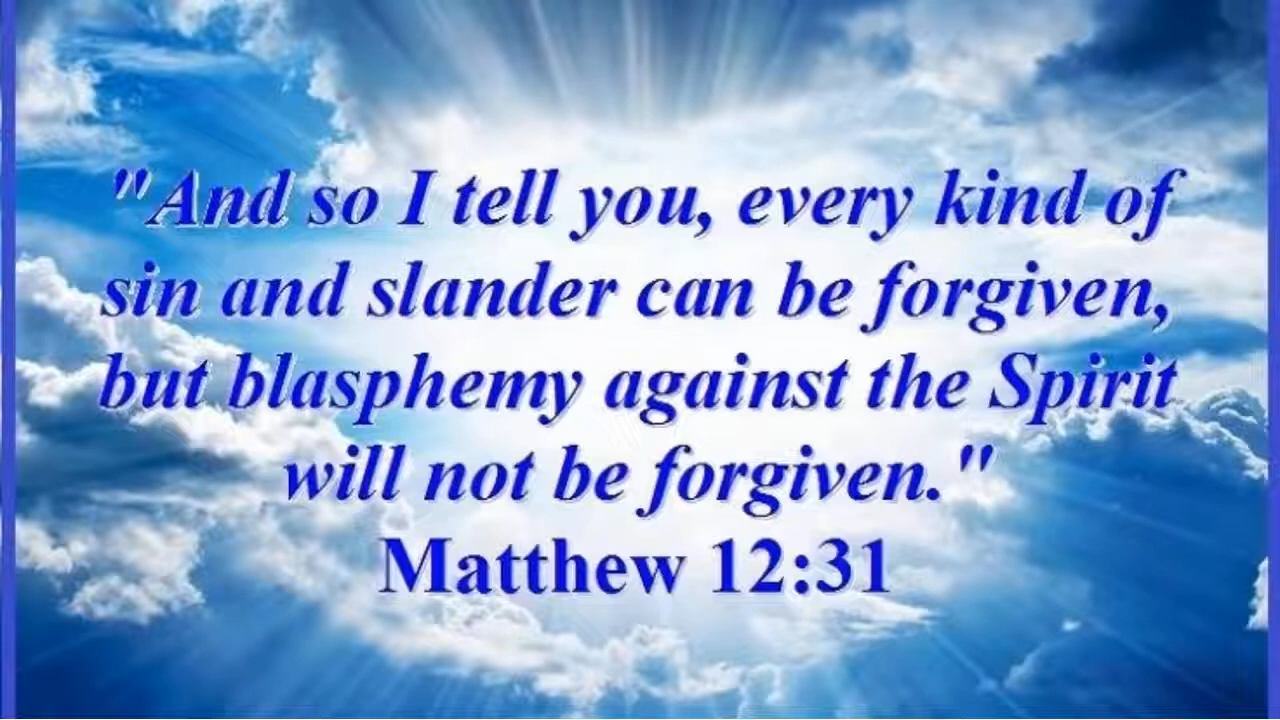 "And so I tell you, every kind of
sin and slander can be forgiven,
but blasphemy against the Spirit
will not be forgiven."
Matthew 12:31